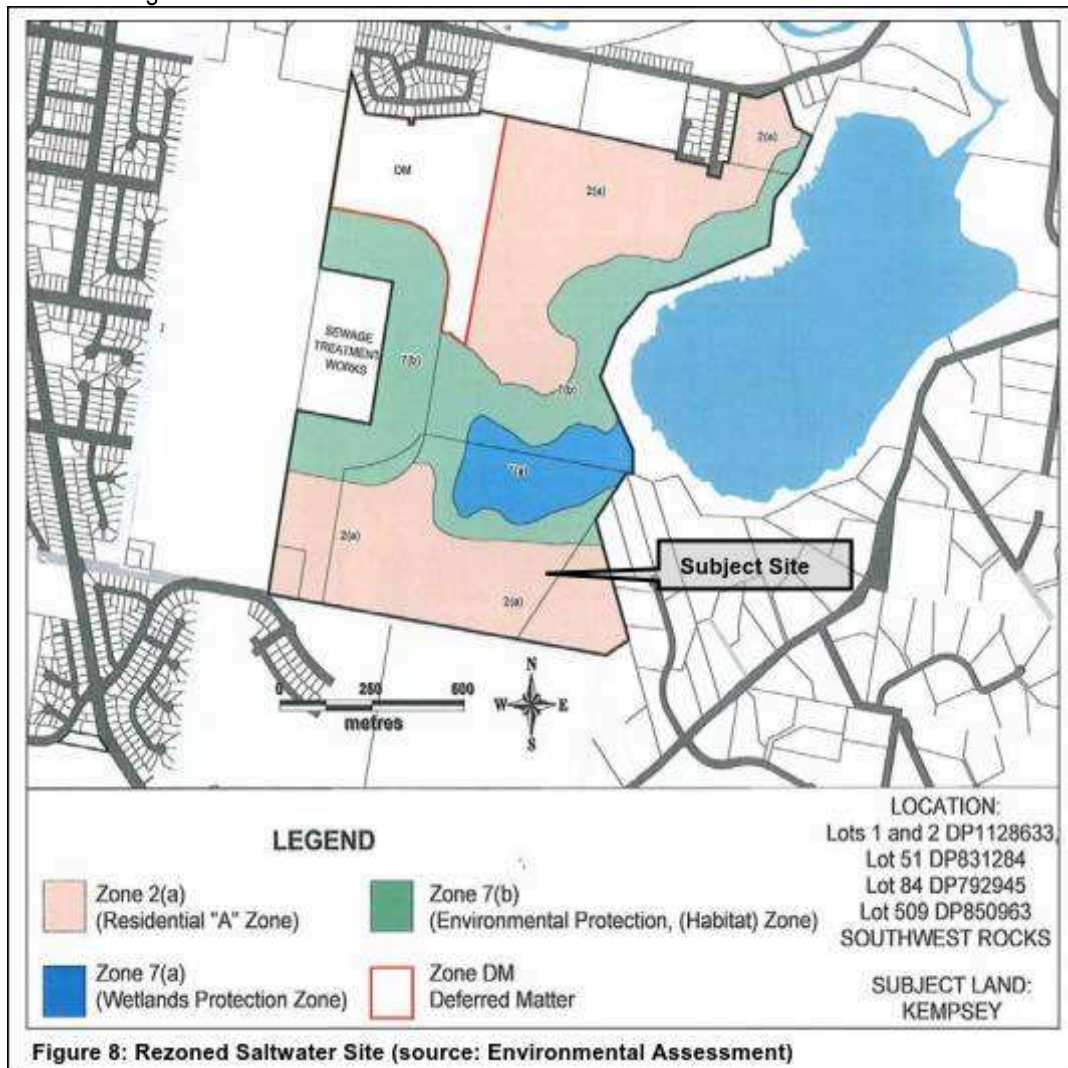 DM
2(a)
2(a)
SEWAGE
TREATMENT
WORKS
7(b)
7(b)
7(a)
2(a)
2(a)
Subject Site
N
W E
S
0 250 500
metres
LEGEND
Zone 2(a)
(Residential "A" Zone)
Zone 7(b)
(Environmental Protection, (Habitat) Zone)
Zone 7(a)
(Wetlands Protection Zone)
Zone DM
Deferred Matter
LOCATION:
Lots 1 and 2 DP1128633,
Lot 51 DP831284
Lot 84 DP792945
Lot 509 DP850963
SOUTHWEST ROCKS
SUBJECT LAND:
KEMPSEY
Figure 8: Rezoned Saltwater Site (source: Environmental Assessment)